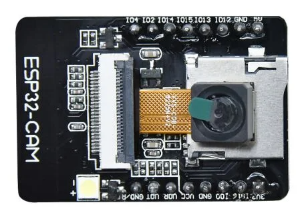 IO4 IO2 IO14 IO15 IO13 IO12 GND 5V
ESP32-CAM
3V3 IO16 IO0 GND VCC UOR UOT GND